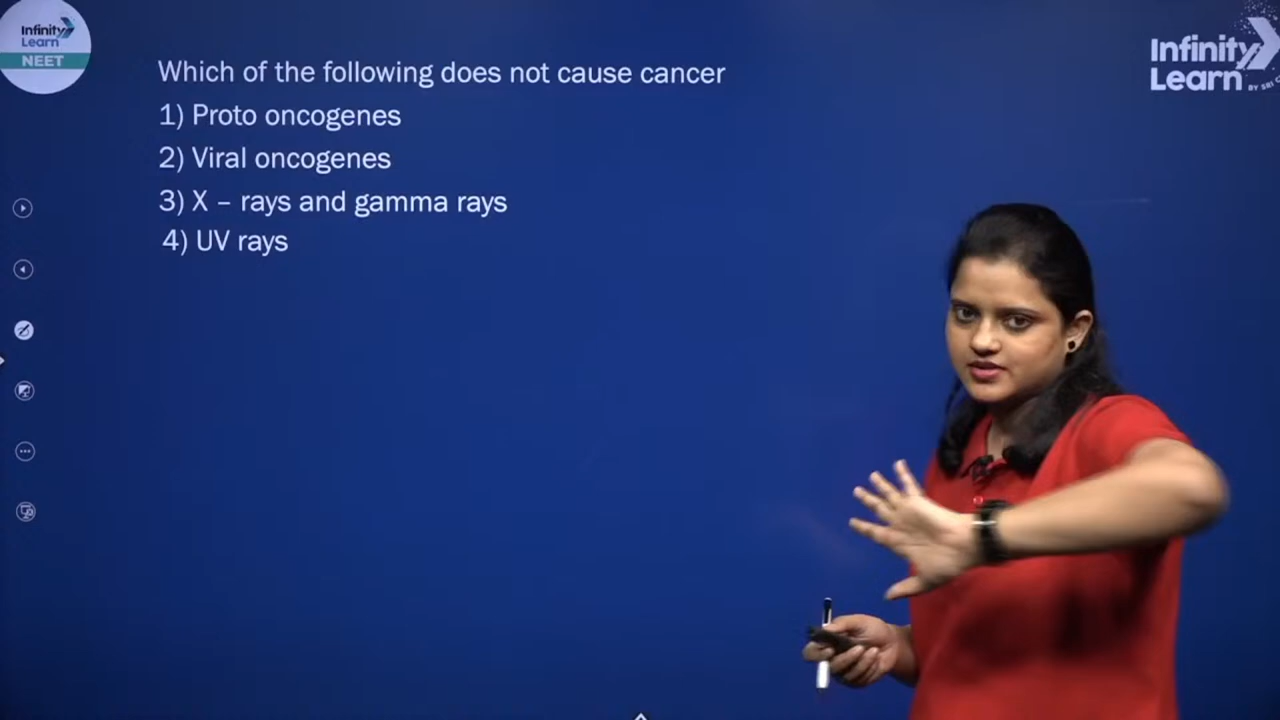 Infinity
Learn
NEET
Infinity
Learn
Which of the following does not cause cancer
1) Proto oncogenes
2) Viral oncogenes
3) X – rays and gamma rays
4) UV rays